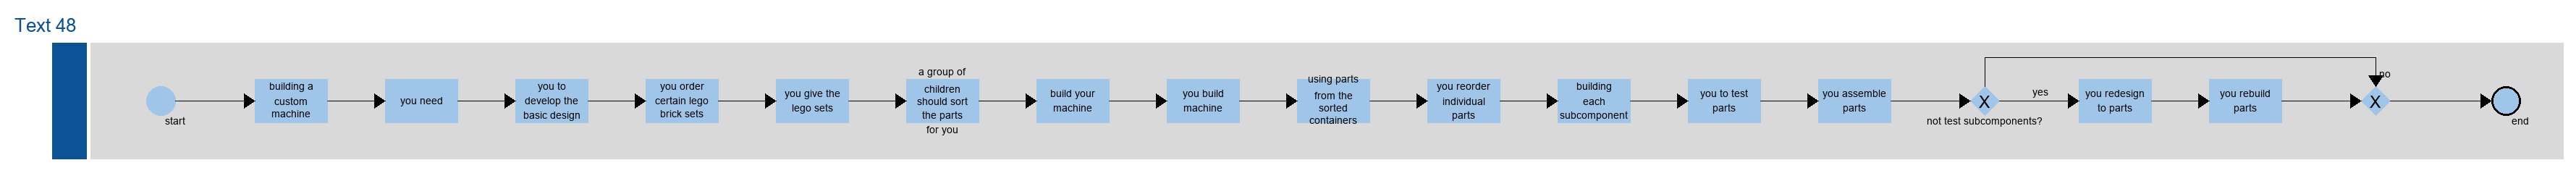 Text 48
start
building a
custom
machine
you need
you to
develop the
basic design
you order
certain lego
brick sets
you give the
lego sets
a group of
children
should sort
the parts
for you
build your
machine
you build
machine
using parts
from the
sorted
containers
you reorder
individual
parts
building
each
subcomponent
you to test
parts
you assemble
parts
X
not test subcomponents?
yes
you redesign
to parts
you rebuild
parts
no
X
end